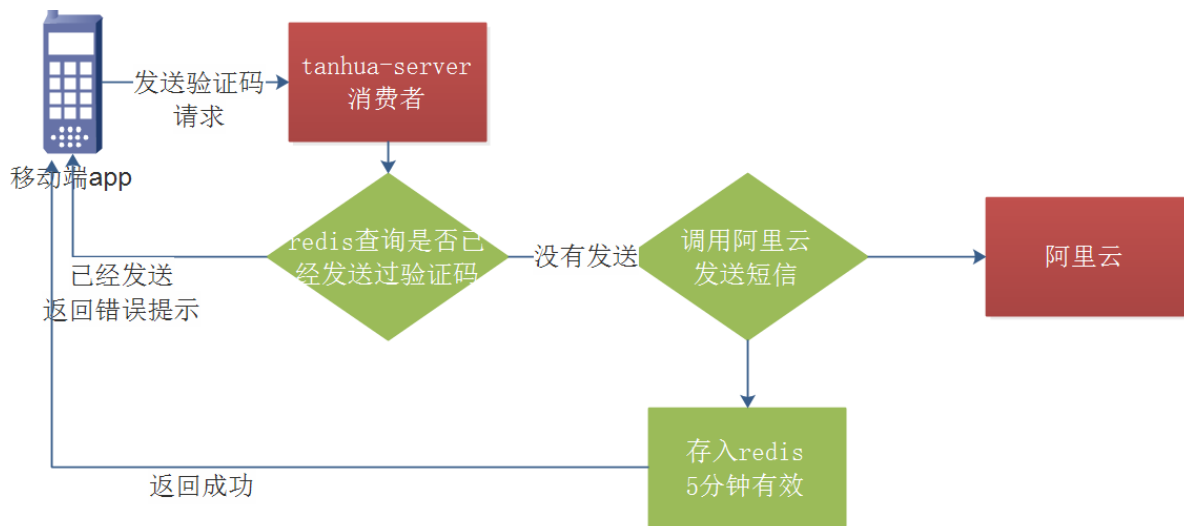 发送验证码
请求
tanhua-server
消费者
移动端app
redis查询是否已
经发送过验证码
没有发送
调用阿里云
发送短信
阿里云
已经发送
返回错误提示
存入redis
5分钟有效
返回成功